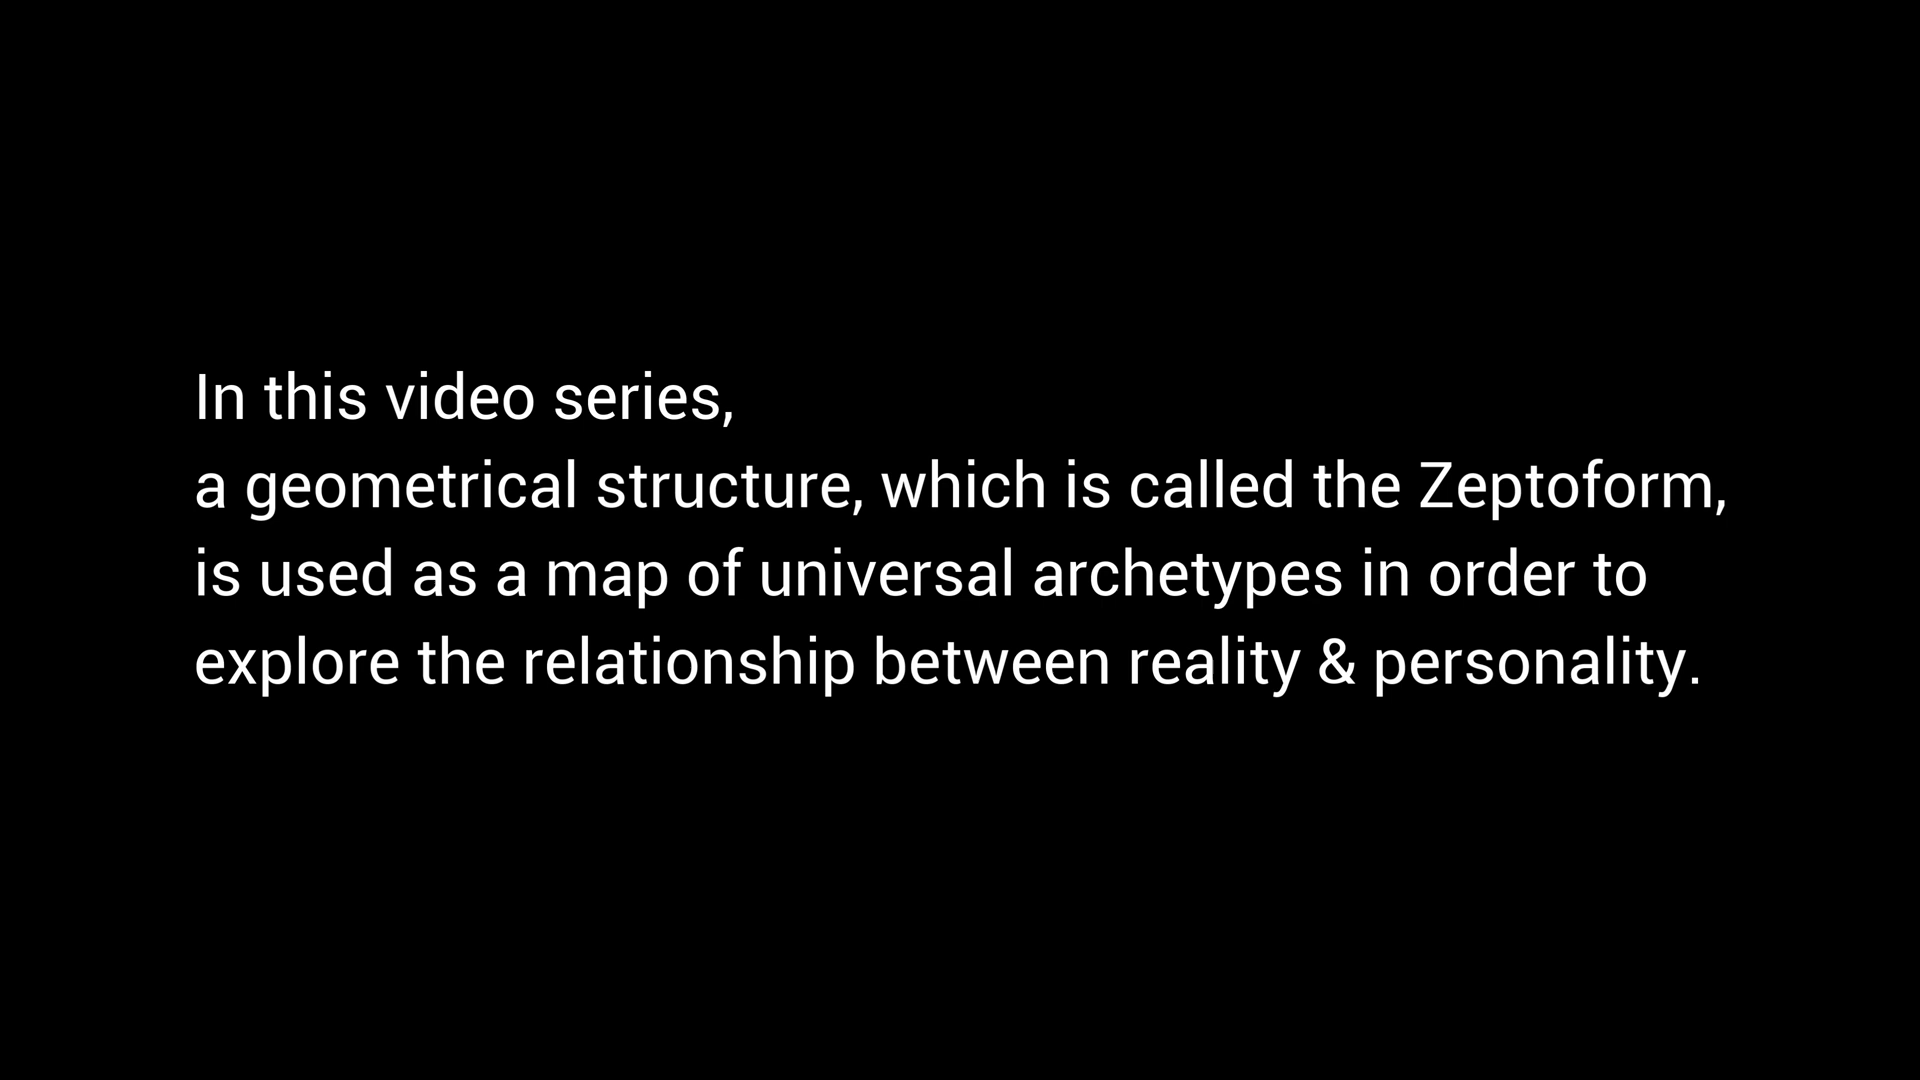 In this video series,
a geometrical structure, which is called the Zeptoform,
is used as a map of universal archetypes in order to
explore the relationship between reality & personality.